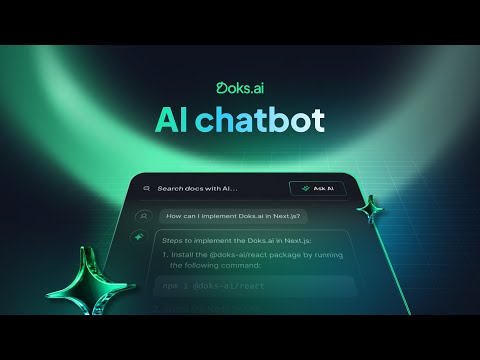 Doks.ai
AI chatbot
Search docs with AI...
Ask AI
How can I implement Doks.ai in Next.js?
Steps to implement the Doks.ai in Next.js:
1. Install the @doks-ai/react package by running
the following command:
npm i @doks-ai/react